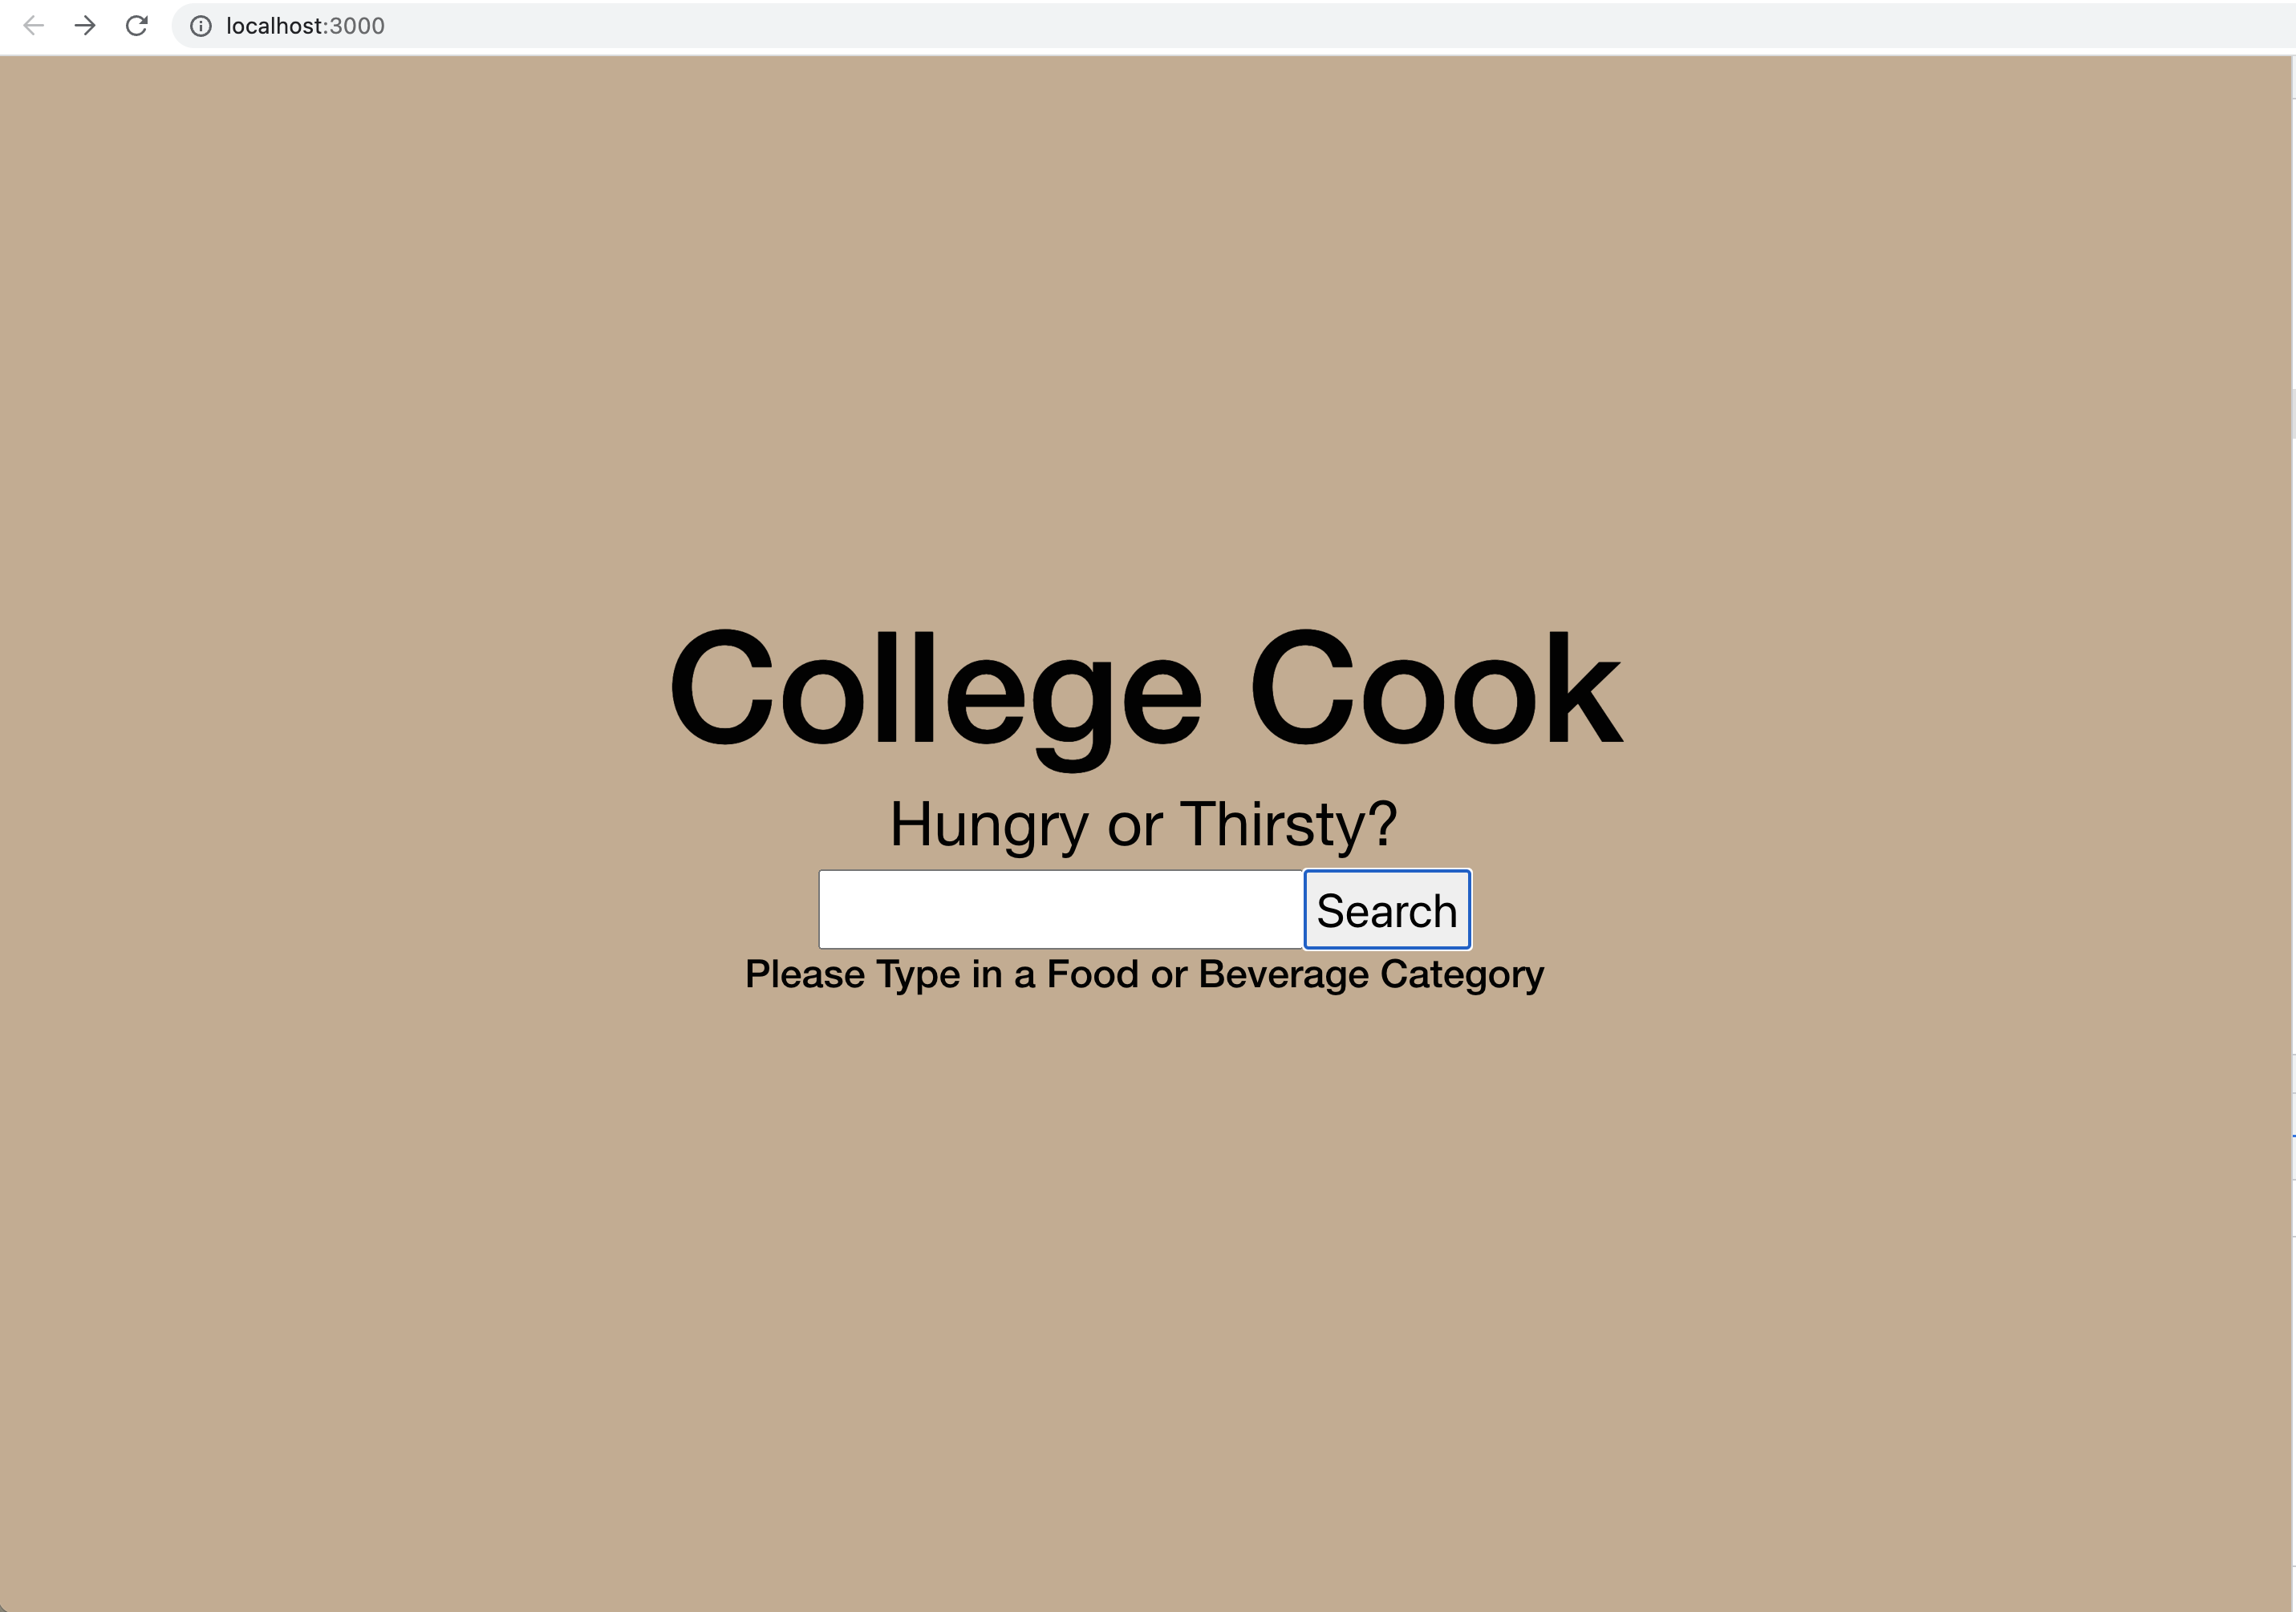 localhost:3000
College Cook
Hungry or Thirsty?
Search
Please Type in a Food or Beverage Category